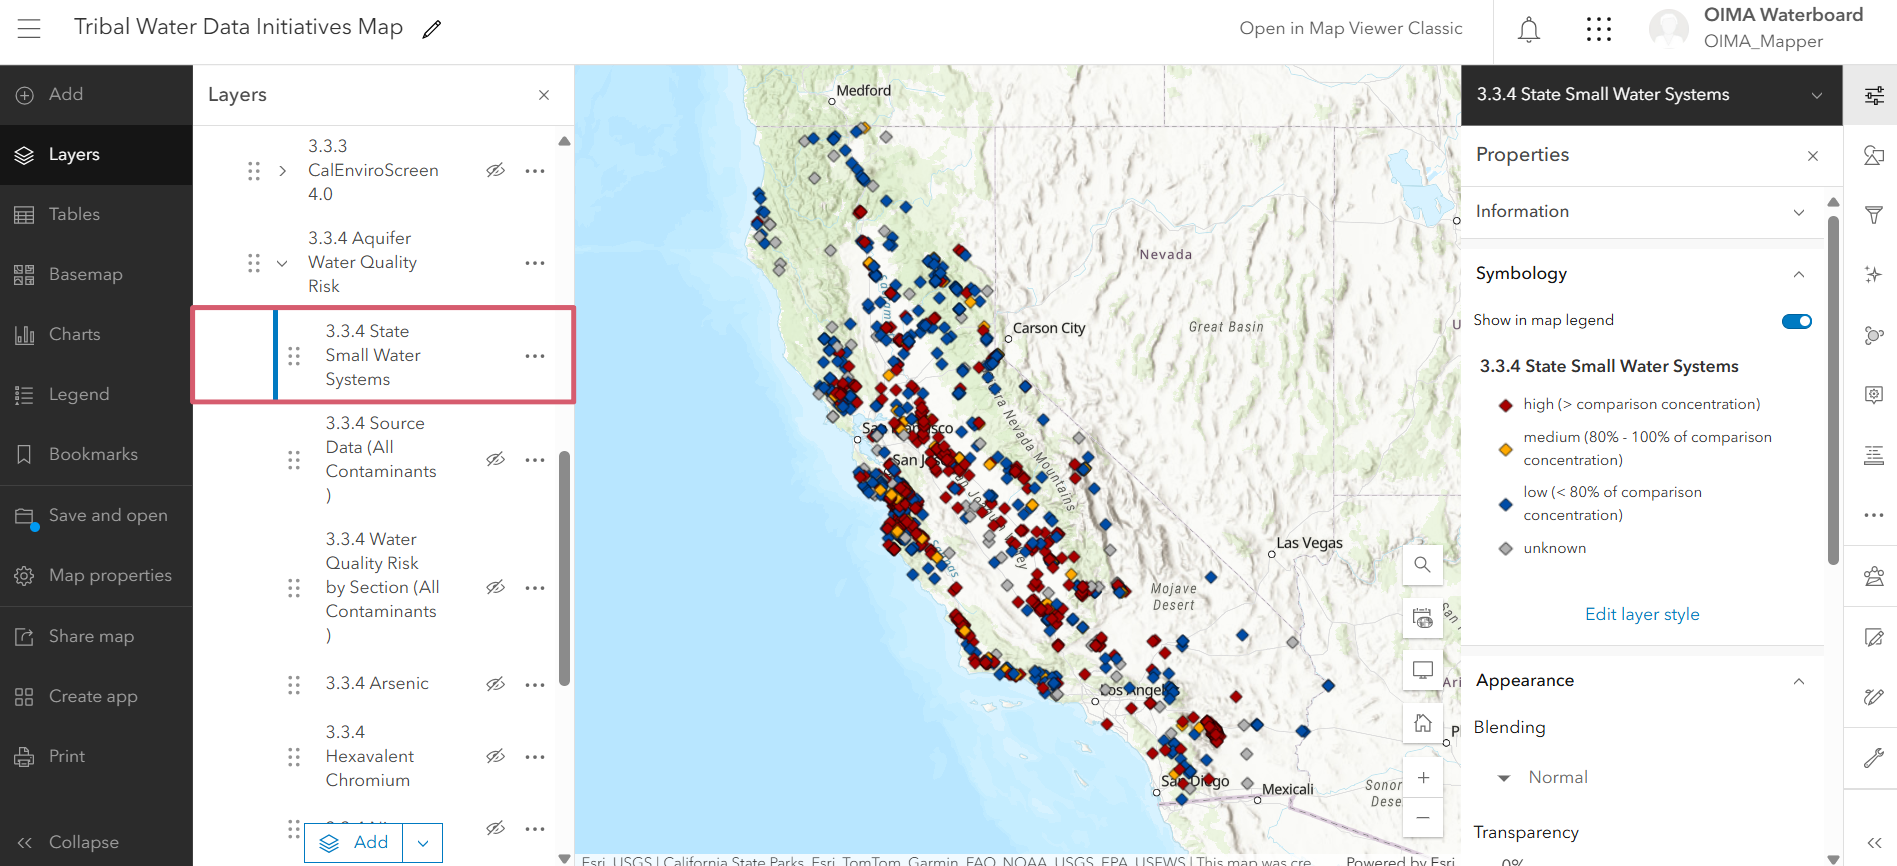 Tribal Water Data Initiatives Map
Open in Map Viewer Classic
OIMA Waterboard
OIMA_Mapper
Add
Layers
Tables
Basemap
Charts
Legend
Bookmarks
Save and open
Map properties
Share map
Create app
Print
Collapse
Layers
3.3.3
CalEnviroScreen
4.0
3.3.4 Aquifer
Water Quality
Risk
3.3.4 State
Small Water
Systems
3.3.4 Source
Data (All
Contaminants
)
3.3.4 Water
Quality Risk
by Section (All
Contaminants
)
3.3.4 Arsenic
3.3.4
Hexavalent
Chromium
Add
Medford
Nevada
Carson City
Great Basin
San Francisco
San Jose
Nevada Mountains
Las Vegas
Mojave
Desert
Los Angeles
San Diego
Mexicali
Esri, USGS | California State Parks, Esri, TomTom, Garmin, FAO, NOAA, USGS, EPA, USFWS | This map was cre...
Powered by Esri
3.3.4 State Small Water Systems
Properties
Information
Symbology
Show in map legend
3.3.4 State Small Water Systems
high (> comparison concentration)
medium (80% - 100% of comparison
concentration)
low (< 80% of comparison
concentration)
unknown
Edit layer style
Appearance
Blending
Normal
Transparency
0%